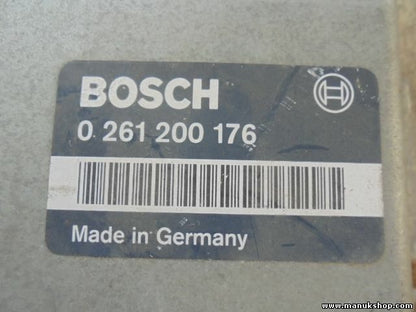 BOSCH
0 261 200 176
Made in Germany
www.manukshop.com